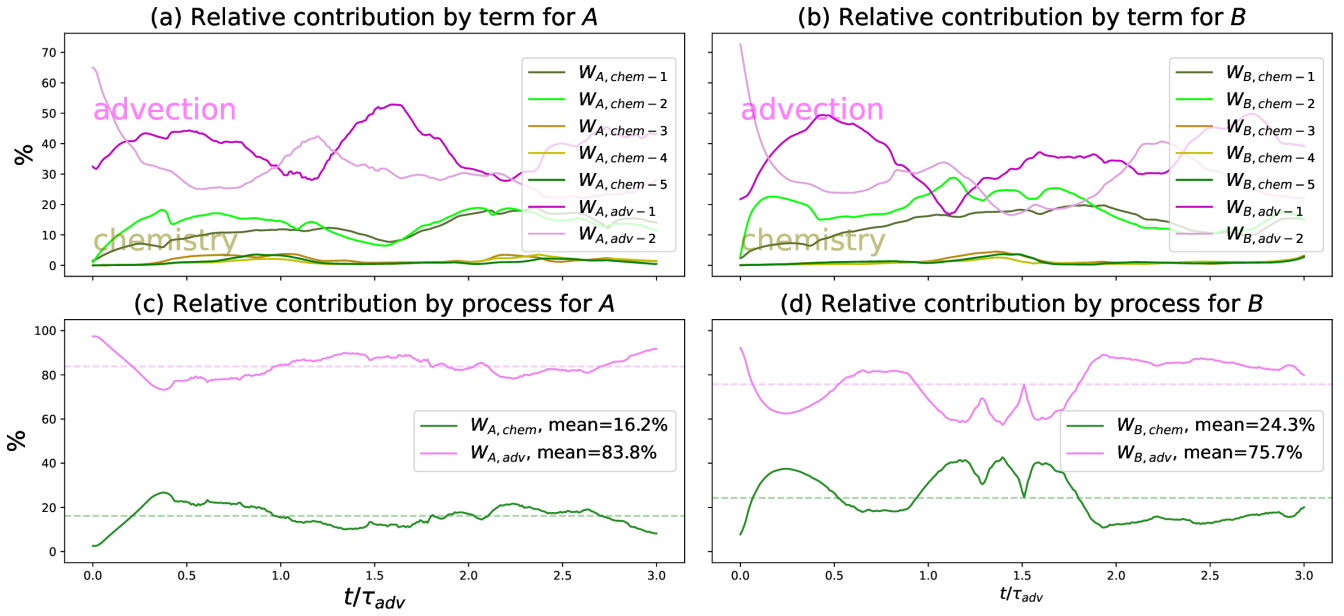 (a) Relative contribution by term for A
(b) Relative contribution by term for B
70
60
50
40
30
20
10
0
%
advection
chemistry
W_{A,chem−1}
W_{A,chem−2}
W_{A,chem−3}
W_{A,chem−4}
W_{A,chem−5}
W_{A,adv−1}
W_{A,adv−2}
advection
chemistry
W_{B,chem−1}
W_{B,chem−2}
W_{B,chem−3}
W_{B,chem−4}
W_{B,chem−5}
W_{B,adv−1}
W_{B,adv−2}
(c) Relative contribution by process for A
(d) Relative contribution by process for B
100
80
60
40
20
0
%
W_{A,chem}, mean=16.2%
W_{A,adv}, mean=83.8%
W_{B,chem}, mean=24.3%
W_{B,adv}, mean=75.7%
0.0 0.5 1.0 1.5 2.0 2.5 3.0
0.0 0.5 1.0 1.5 2.0 2.5 3.0
t/τ_{adv}
t/τ_{adv}